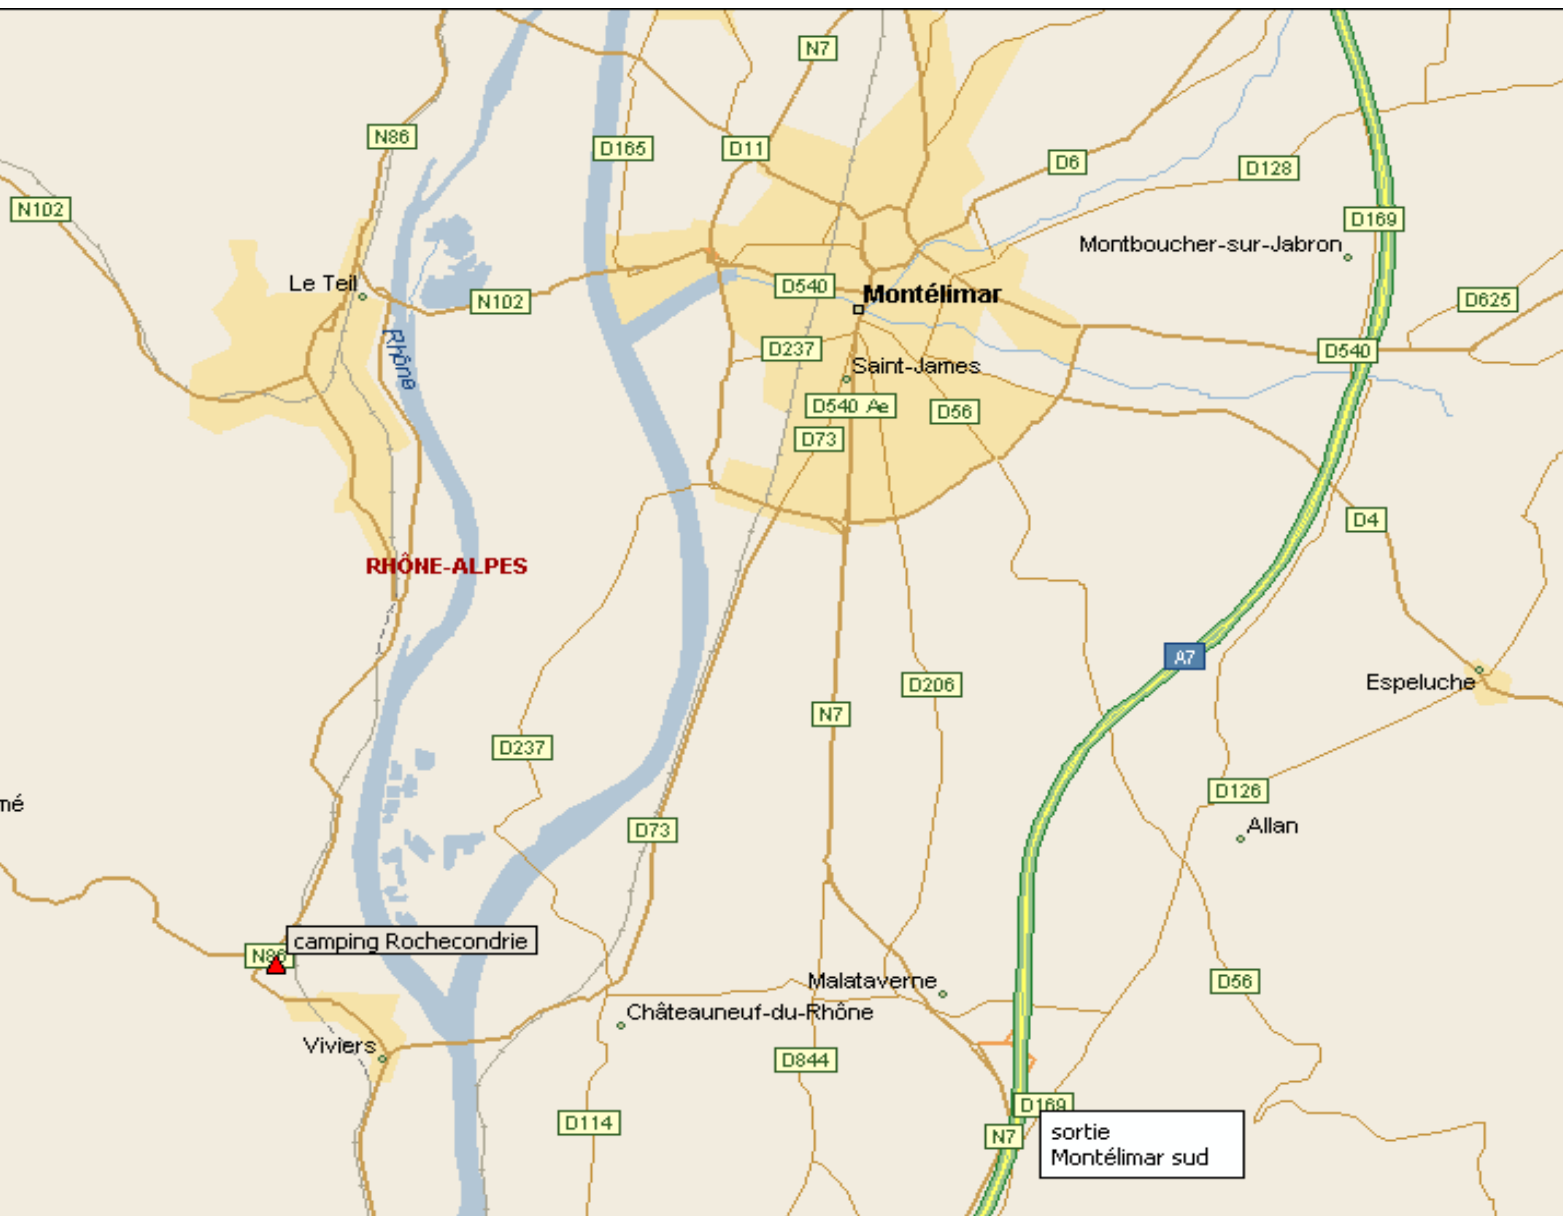 N7
N86
D165
D11
D6
D128
N102
D169
Montboucher-sur-Jabron
Le Teil
D540
Montélimar
N102
D625
Rhône
D237
Saint-James
D540
D540 Ae
D56
D73
D4
RHÔNE-ALPES
A7
Espeluche
D206
N7
D237
D126
né
Allan
D73
camping Rochecondrie
N86
Malataverne
D56
Châteauneuf-du-Rhône
Viviers
D844
D169
D114
N7
sortie
Montélimar sud